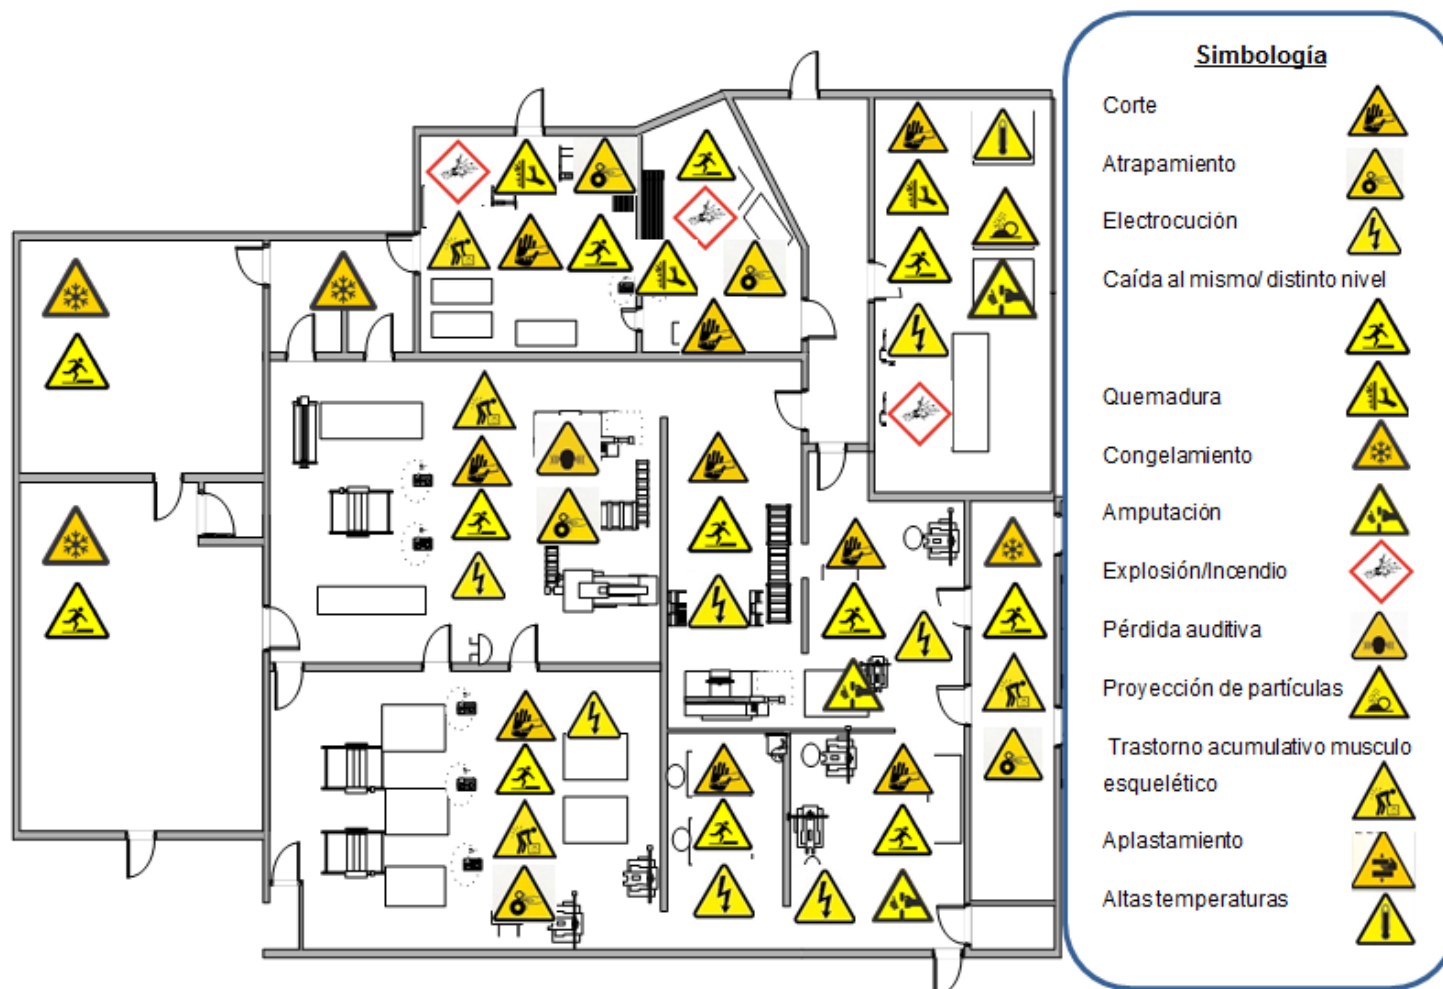 Simbología
Corte
Atrapamiento
Electrocución
Caída al mismo/ distinto nivel
Quemadura
Congelamiento
Amputación
Explosión/Incendio
Pérdida auditiva
Proyección de partículas
Trastorno acumulativo musculo
esquelético
Aplastamiento
Altas temperaturas